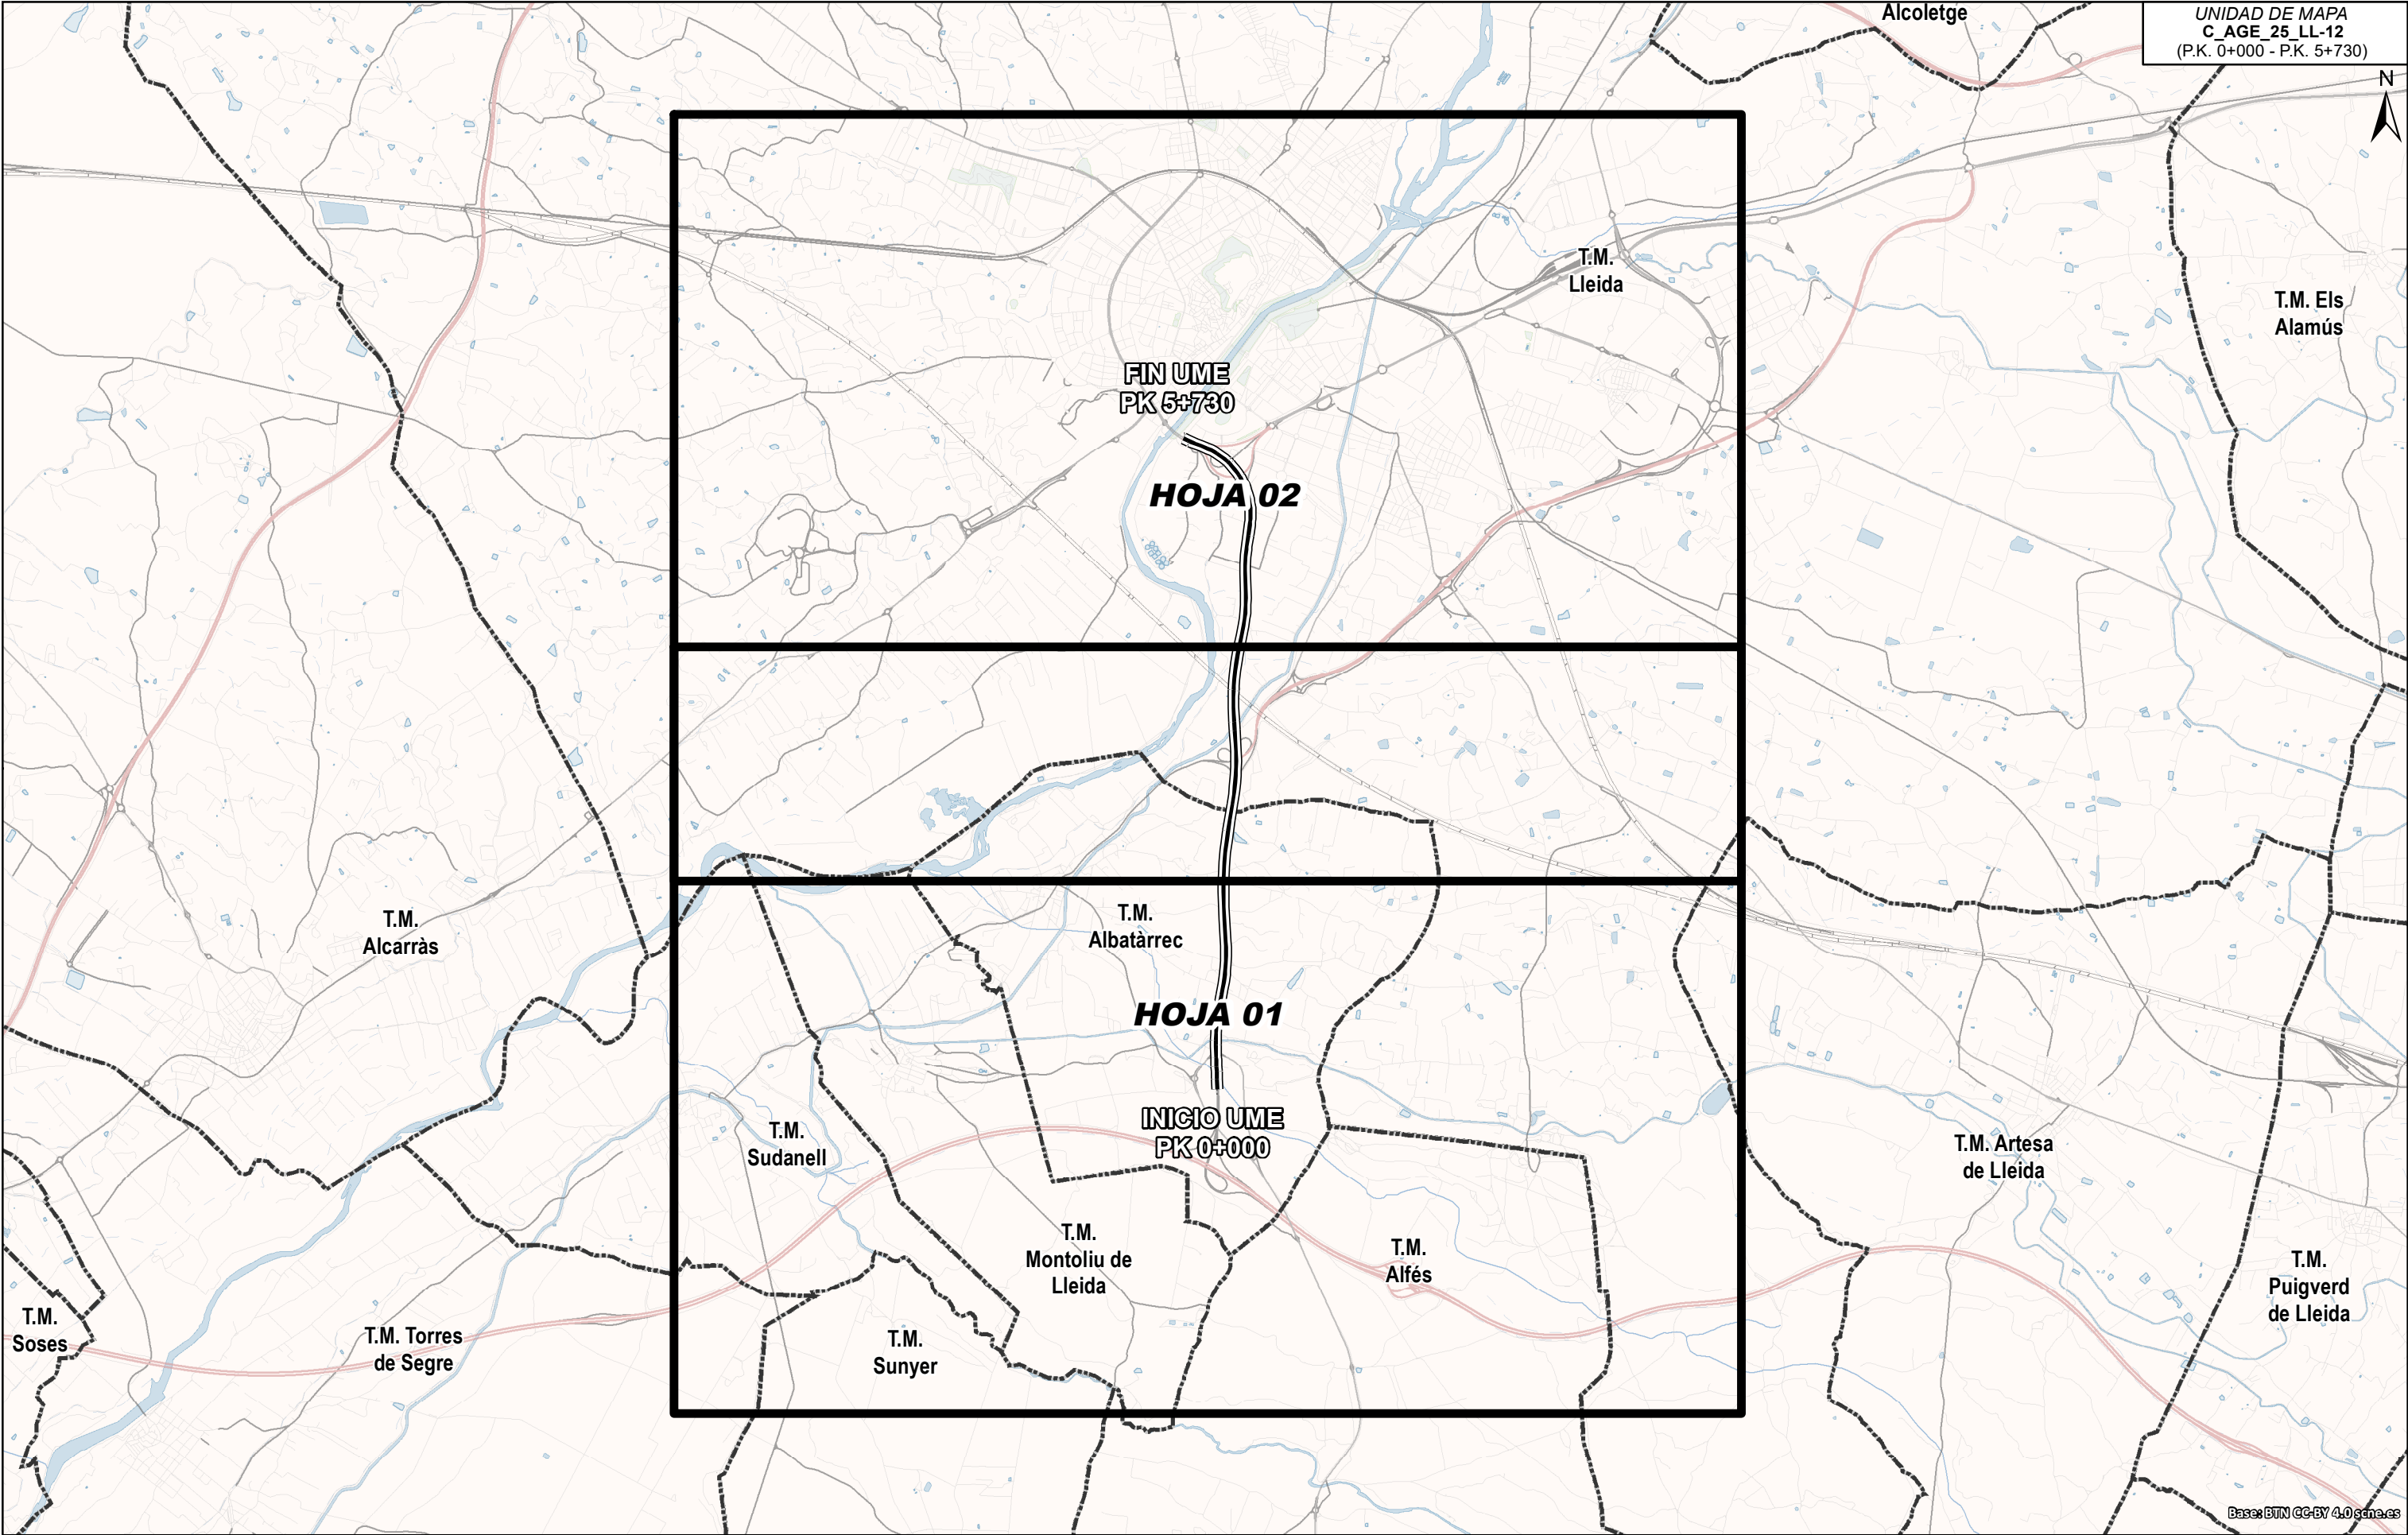 Alcoletge
UNIDAD DE MAPA
C_AGE_25_LL-12
(P.K. 0+000 - P.K. 5+730)
N
T.M.
Lleida
T.M. Els
Alamús
FIN UME
PK 5+730
HOJA 02
T.M.
Alcarràs
T.M.
Albatàrrec
HOJA 01
INICIO UME
PK 0+000
T.M.
Sudanell
T.M. Artesa
de Lleida
T.M.
Montoliu de
Lleida
T.M.
Alfés
T.M.
Puigverd
de Lleida
T.M.
Soses
T.M. Torres
de Segre
T.M.
Sunyer
Base: BTN CC-BY 4.0 scne.es